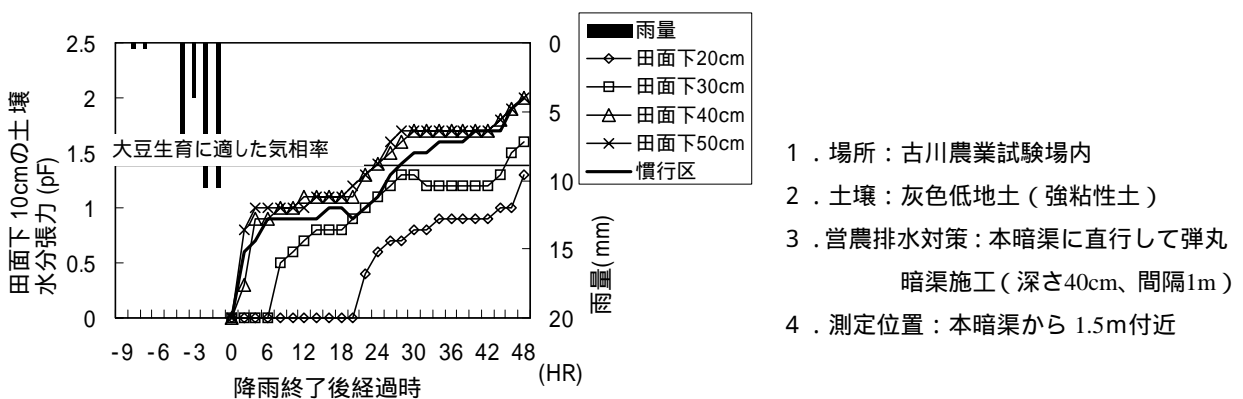 雨量
田面下20cm
田面下30cm
田面下40cm
田面下50cm
慣行区
2.5
2
1.5
1
0.5
0
田面下10cmの土壌
水分張力(pF)
大豆生育に適した気相率
0
5
10
15
20
雨量(mm)
-9 -6 -3 0 6 12 18 24 30 36 42 48
(HR)
降雨終了後経過時
1．場所：古川農業試験場内
2．土壌：灰色低地土（強粘性土）
3．営農排水対策：本暗渠に直行して弾丸
暗渠施工（深さ40cm、間隔1m）
4．測定位置：本暗渠から 1.5m付近